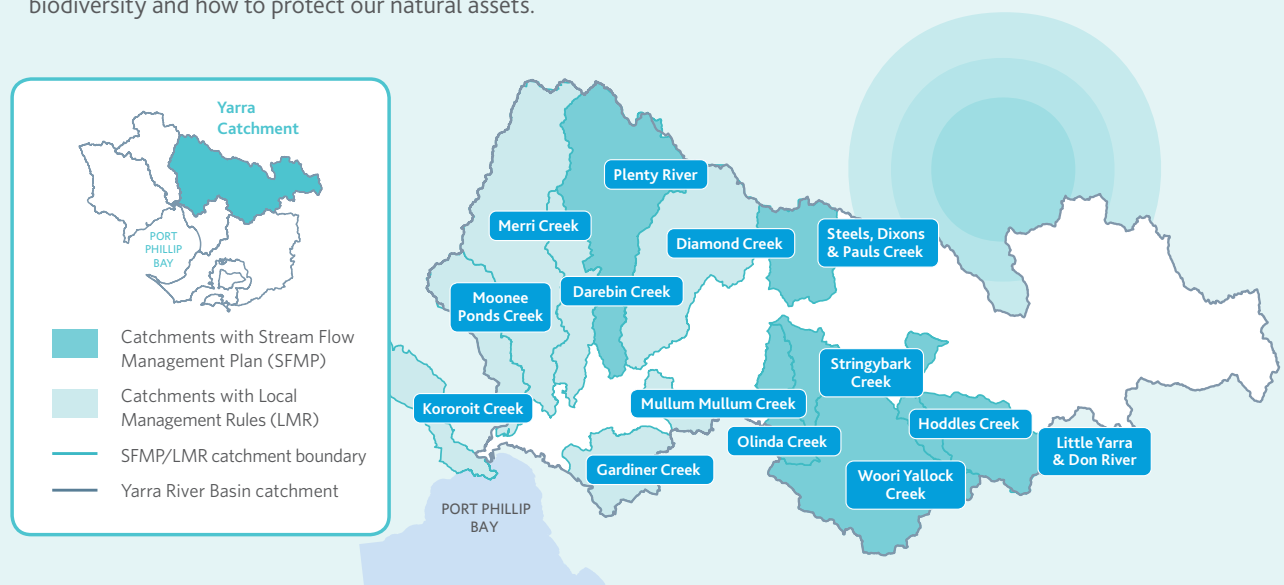 biodiversity and how to protect our natural assets.
Yarra
Catchment
PORT
PHILLIP
BAY
Catchments with Stream Flow
Management Plan (SFMP)
Catchments with Local
Management Rules (LMR)
SFMP/LMR catchment boundary
Yarra River Basin catchment
Plenty River
Merri Creek
Diamond Creek
Steels, Dixons
& Pauls Creek
Moonee
Ponds Creek
Darebin Creek
Stringybark
Creek
Kororoit Creek
Mullum Mullum Creek
Hoddles Creek
Olinda Creek
Little Yarra
& Don River
Gardiner Creek
Woori Yallock
Creek
PORT PHILLIP
BAY